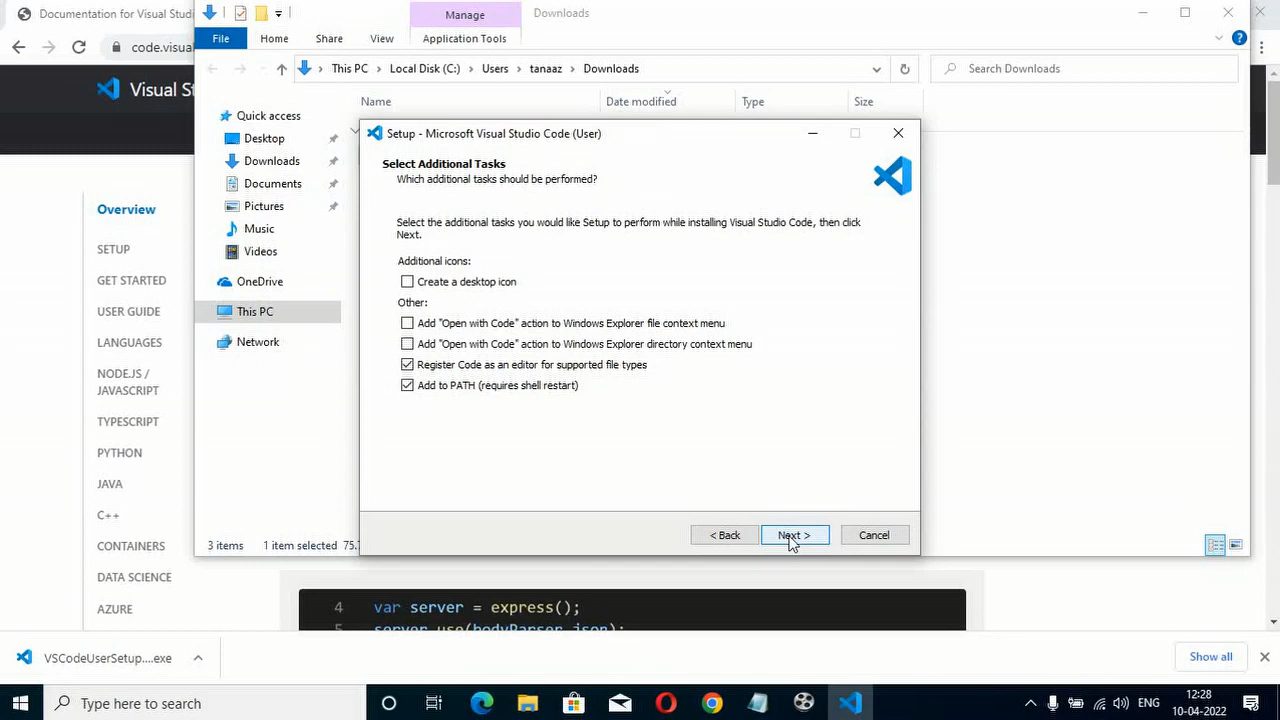 Documentation for Visual Studi
Manage
Downloads
File
Home
Share
View
Application Tools
code.visual
This PC
Local Disk (C:)
Users
tanaaz
Downloads
Search Downloads
Visual St
Name
Date modified
Type
Size
Quick access
Desktop
Downloads
Documents
Pictures
Music
Videos
OneDrive
This PC
Network
3 items
1 item selected 75.7
Overview
SETUP
GET STARTED
USER GUIDE
LANGUAGES
NODE.JS /
JAVASCRIPT
TYPESCRIPT
PYTHON
JAVA
C++
CONTAINERS
DATA SCIENCE
AZURE
Setup - Microsoft Visual Studio Code (User)
Select Additional Tasks
Which additional tasks should be performed?
Select the additional tasks you would like Setup to perform while installing Visual Studio Code, then click
Next.
Additional icons:
Create a desktop icon
Other:
Add "Open with Code" action to Windows Explorer file context menu
Add "Open with Code" action to Windows Explorer directory context menu
Register Code as an editor for supported file types
Add to PATH (requires shell restart)
< Back
Next >
Cancel
4 var server = express();
5 server.use(bodyParser.json);
VSCodeUserSetup....exe
Show all
Type here to search
ENG
12:28
10-04-2022